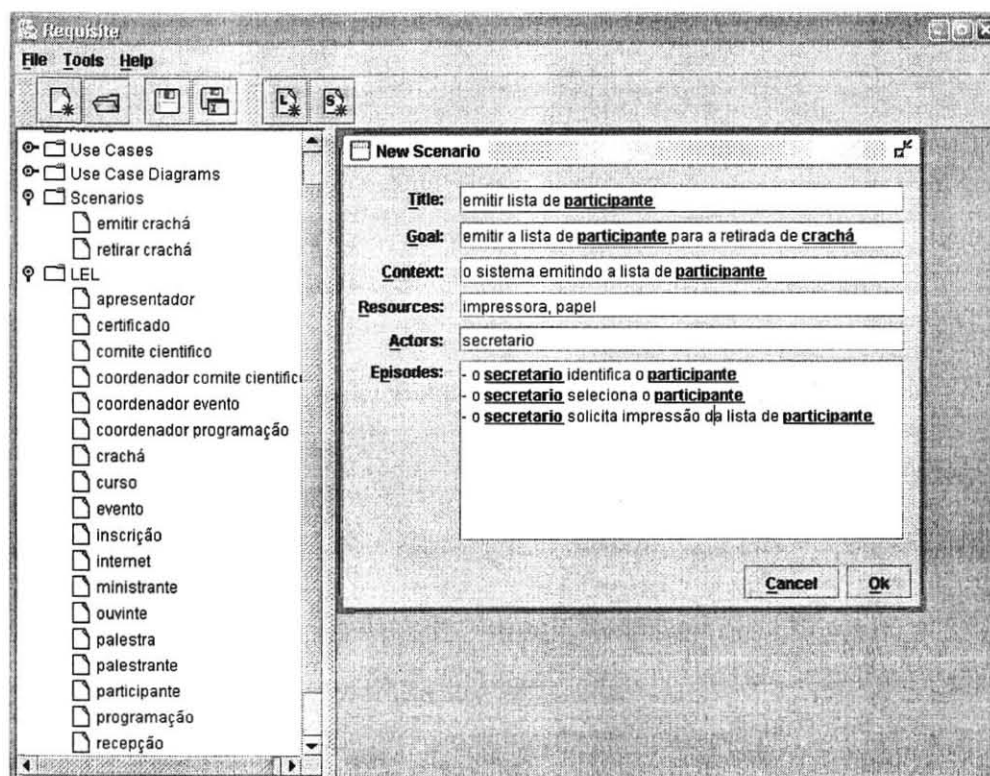 Requisite
File Tools Help
L S
Use Cases
Use Case Diagrams
Scenarios
emitir crachá
retirar crachá
LEL
apresentador
certificado
comite cientifico
coordenador comite cientific
coordenador evento
coordenador programação
crachá
curso
evento
inscrição
internet
ministrante
ouvinte
palestra
palestrante
participante
programação
recepção
New Scenario
Title: emitir lista de participante
Goal: emitir a lista de participante para a retirada de crachá
Context: o sistema emitindo a lista de participante
Resources: impressora, papel
Actors: secretario
Episodes: - o secretario identifica o participante
- o secretario seleciona o participante
- o secretario solicita impressão da lista de participante
Cancel Ok